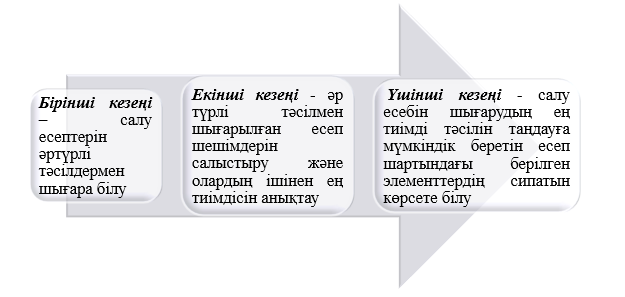 Бірінші кезеңі
– салу
есептерін
әртүрлі
тәсілдермен
шығара білу
Екінші кезеңі - әр
түрлі тәсілмен
шығарылған есеп
шешімдерін
салыстыру және
олардың ішінен ең
тиімдісін анықтау
Үшінші кезеңі - салу
есебін шығарудың ең
тиімді тәсілін таңдауға
мүмкіндік беретін есеп
шартындағы берілген
элементтердің сипатын
көрсете білу